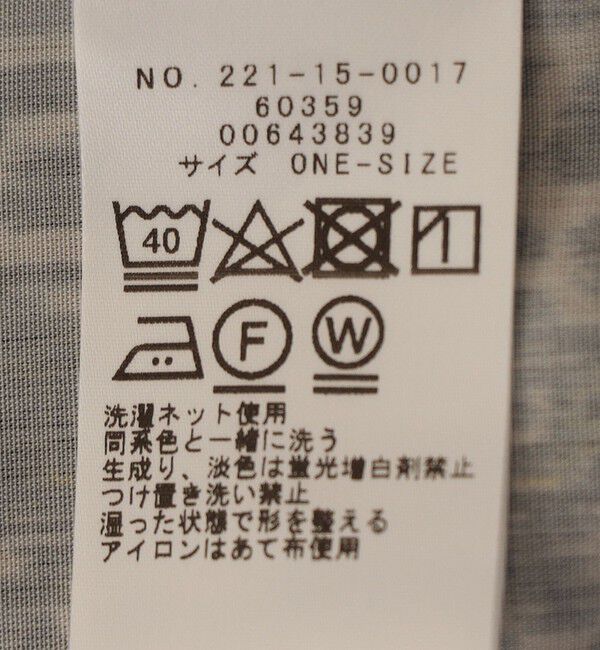 NO. 221-15-0017
60359
00643839
サイズ ONE-SIZE
40
F W
洗濯ネット使用
同系色と一緒に洗う
生成り、淡色は蛍光増白剤禁止
つけ置き洗い禁止
湿った状態で形を整える
アイロンはあて布使用